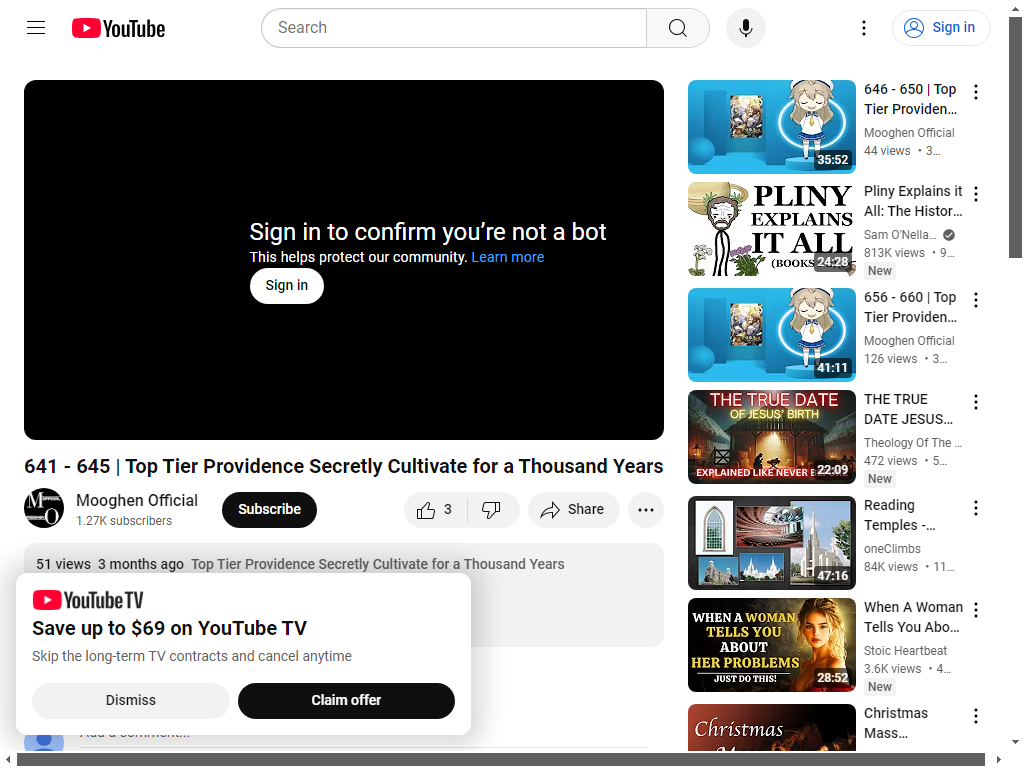 YouTube
Search
Sign in
Sign in to confirm you’re not a bot
This helps protect our community. Learn more
Sign in
641 - 645 | Top Tier Providence Secretly Cultivate for a Thousand Years
Mooghen Official
1.27K subscribers
Subscribe
3
Share
51 views 3 months ago Top Tier Providence Secretly Cultivate for a Thousand Years
YouTube TV
Save up to $69 on YouTube TV
Skip the long-term TV contracts and cancel anytime
Dismiss
Claim offer
Add a comment...
35:52
646 - 650 | Top
Tier Providen...
Mooghen Official
44 views • 3...
PLINY
EXPLAINS
IT ALL
(BOOKS
24:28
Pliny Explains it
All: The Histor...
Sam O'Nella...
813K views • 9...
New
41:11
656 - 660 | Top
Tier Providen...
Mooghen Official
126 views • 3...
THE TRUE DATE
OF JESUS' BIRTH
EXPLAINED LIKE NEVER
22:09
THE TRUE
DATE JESUS...
Theology Of The ...
472 views • 5...
New
47:16
Reading
Temples -...
oneClimbs
84K views • 11...
WHEN A WOMAN
TELLS YOU
ABOUT
HER PROBLEMS
JUST DO THIS!
28:52
When A Woman
Tells You Abo...
Stoic Heartbeat
3.6K views • 4...
New
Christmas
Christmas
Mass...